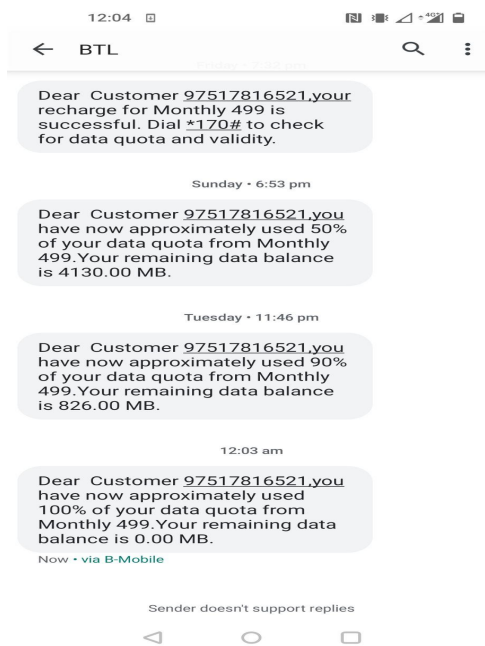 12:04
4G
BTL
Friday • 2:43 pm
Dear Customer 97517816521,your
recharge for Monthly 499 is
successful. Dial *170# to check
for data quota and validity.
Sunday • 6:53 pm
Dear Customer 97517816521,you
have now approximately used 50%
of your data quota from Monthly
499.Your remaining data balance
is 4130.00 MB.
Tuesday • 11:46 pm
Dear Customer 97517816521,you
have now approximately used 90%
of your data quota from Monthly
499.Your remaining data balance
is 826.00 MB.
12:03 am
Dear Customer 97517816521,you
have now approximately used
100% of your data quota from
Monthly 499.Your remaining data
balance is 0.00 MB.
Now • via B-Mobile
Sender doesn't support replies